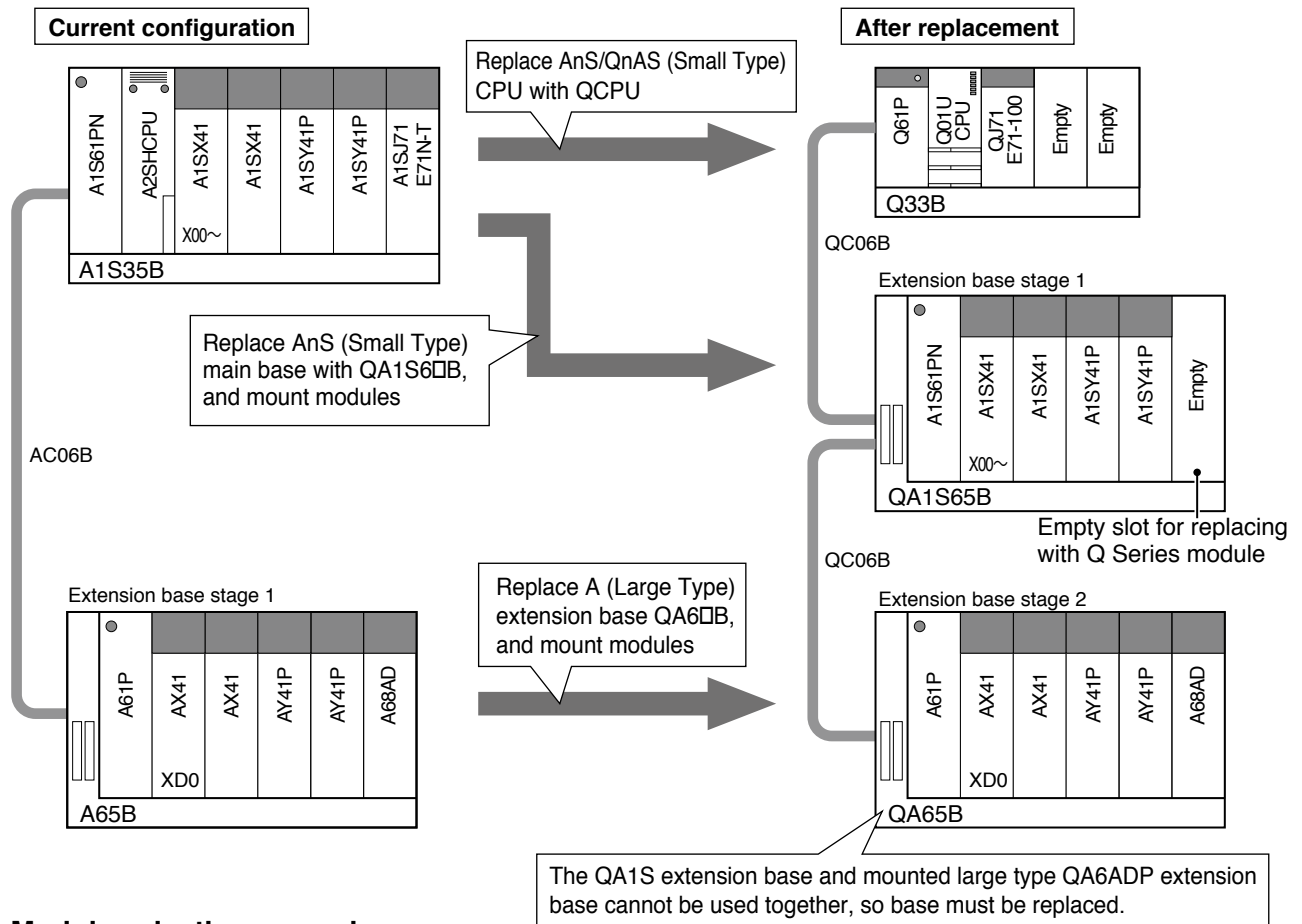 Current configuration
After replacement
Replace AnS/QnAS (Small Type)
CPU with QCPU
A1S61PN
A2SHCPU
A1SX41
A1SX41
A1SY41P
A1SY41P
A1SJ71
E71N-T
X00～
A1S35B
Q61P
Q01U
CPU
QJ71
E71-100
Empty
Empty
Q33B
QC06B
Replace AnS (Small Type)
main base with QA1S6□B,
and mount modules
Extension base stage 1
A1S61PN
A1SX41
A1SX41
A1SY41P
A1SY41P
Empty
X00～
QA1S65B
Empty slot for replacing
with Q Series module
AC06B
QC06B
Extension base stage 1
A61P
AX41
AX41
AY41P
AY41P
A68AD
XD0
A65B
Replace A (Large Type)
extension base QA6□B,
and mount modules
Extension base stage 2
A61P
AX41
AX41
AY41P
AY41P
A68AD
XD0
QA65B
The QA1S extension base and mounted large type QA6ADP extension
base cannot be used together, so base must be replaced.